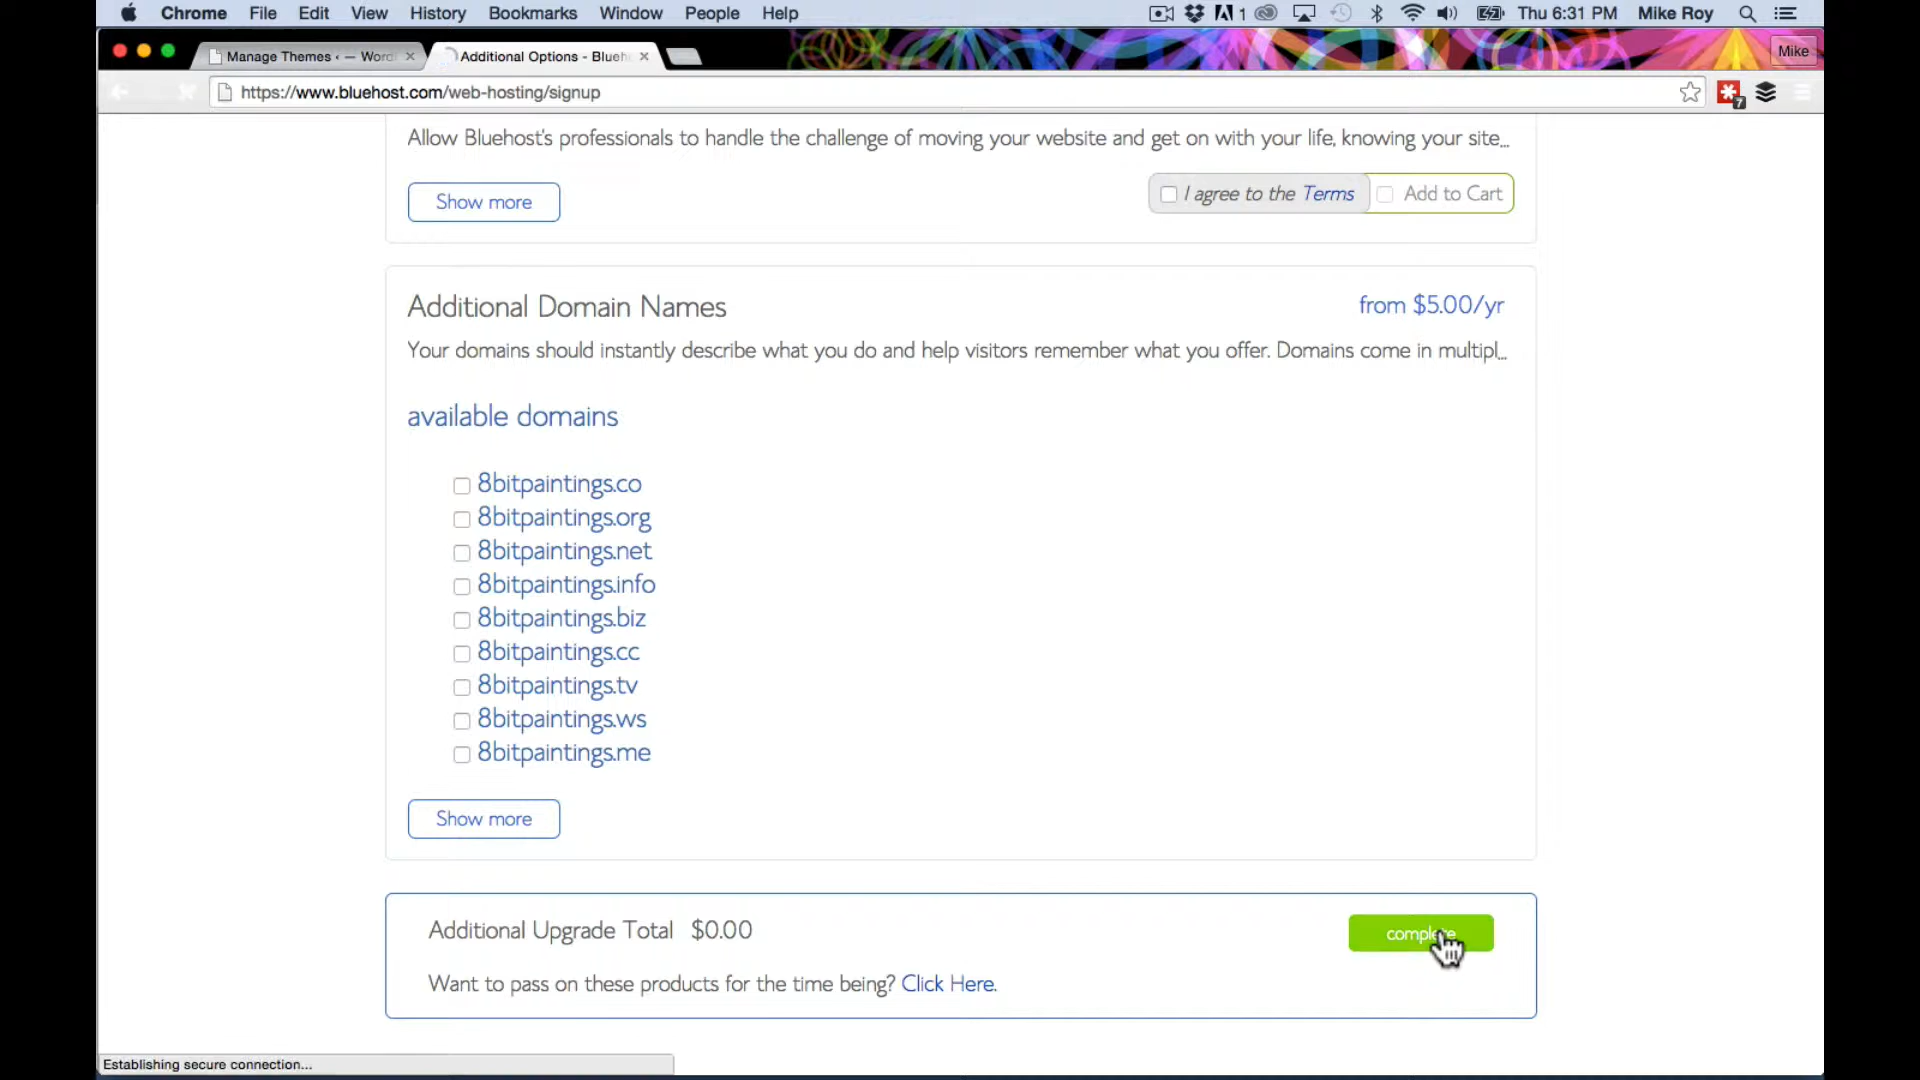 Chrome File Edit View History Bookmarks Window People Help 1 Thu 6:31 PM Mike Roy
Manage Themes ‹ — Word Additional Options - Blueh Mike
https://www.bluehost.com/web-hosting/signup 7
Allow Bluehost's professionals to handle the challenge of moving your website and get on with your life, knowing your site...
Show more I agree to the Terms Add to Cart
Additional Domain Names from $5.00/yr
Your domains should instantly describe what you do and help visitors remember what you offer. Domains come in multipl...
available domains
8bitpaintings.co
8bitpaintings.org
8bitpaintings.net
8bitpaintings.info
8bitpaintings.biz
8bitpaintings.cc
8bitpaintings.tv
8bitpaintings.ws
8bitpaintings.me
Show more
Additional Upgrade Total $0.00 complete
Want to pass on these products for the time being? Click Here.
Establishing secure connection...